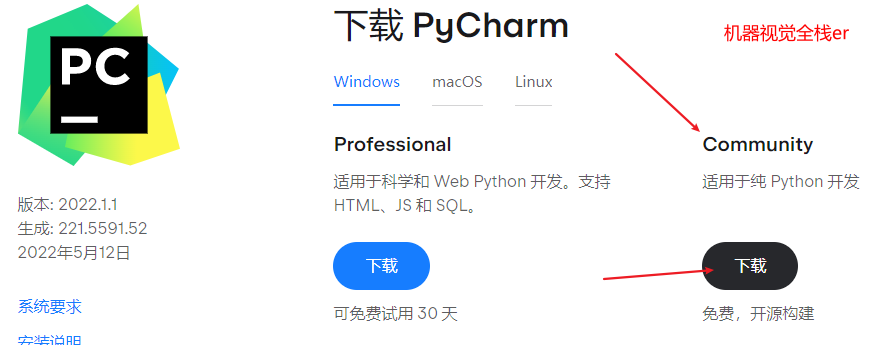 PC
版本: 2022.1.1
生成: 221.5591.52
2022年5月12日
系统要求
安装说明
下载 PyCharm
机器视觉全栈er
Windows
macOS
Linux
Professional
适用于科学和 Web Python 开发。支持
HTML、JS 和 SQL。
下载
可免费试用 30 天
Community
适用于纯 Python 开发
下载
免费，开源构建